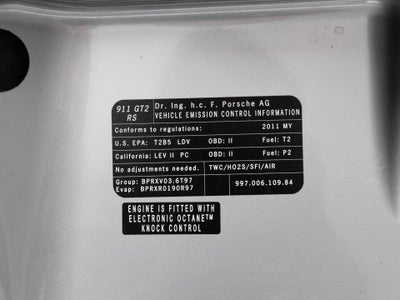 911 GT2 RS
Dr. Ing. h.c. F. Porsche AG
VEHICLE EMISSION CONTROL INFORMATION
Conforms to regulations: 2011 MY
U.S. EPA: T2B5 LDV OBD: II Fuel: T2
California: LEV II PC OBD: II Fuel: P2
No adjustments needed. TWC/HO2S/SFI/AIR
Group: BPRXV03.6T97
Evap: BPRXR0190R97
997.006.109.84
ENGINE IS FITTED WITH
ELECTRONIC OCTANE™
KNOCK CONTROL